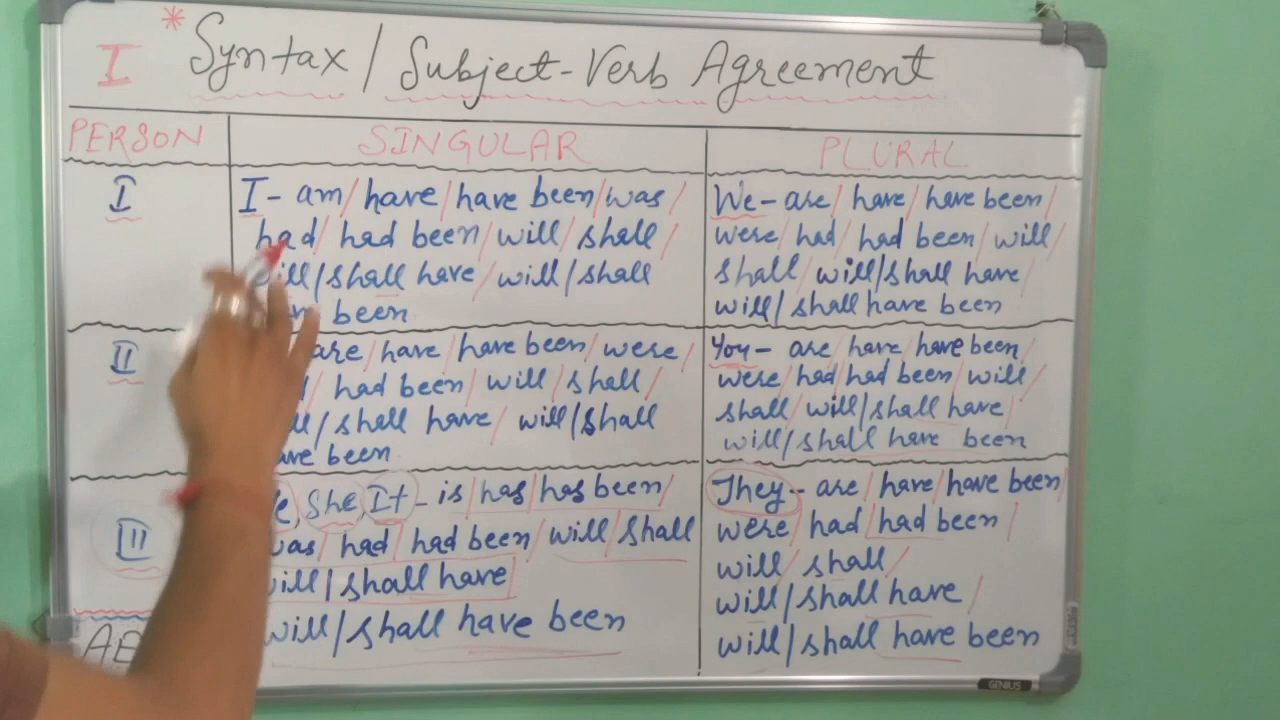 I * Syntax / Subject-Verb Agreement
PERSON SINGULAR PLURAL
I
I - am / have / have been / was /
had / had been / will / shall /
will / shall have / will / shall
been
We - are / have / have been /
were / had / had been / will /
shall / will / shall have /
will / shall have been
II
are / have / have been / were /
/ had been / will / shall /
/ shall have / will / shall
have been
You - are / have / have been /
were / had / had been / will /
shall / will / shall have /
will / shall have been
III
, She, It - is / has / has been /
was / had / had been / will / shall
will / shall have
will / shall have been
They - are / have / have been /
were / had / had been /
will / shall /
will / shall have /
will / shall have been
GENIUS